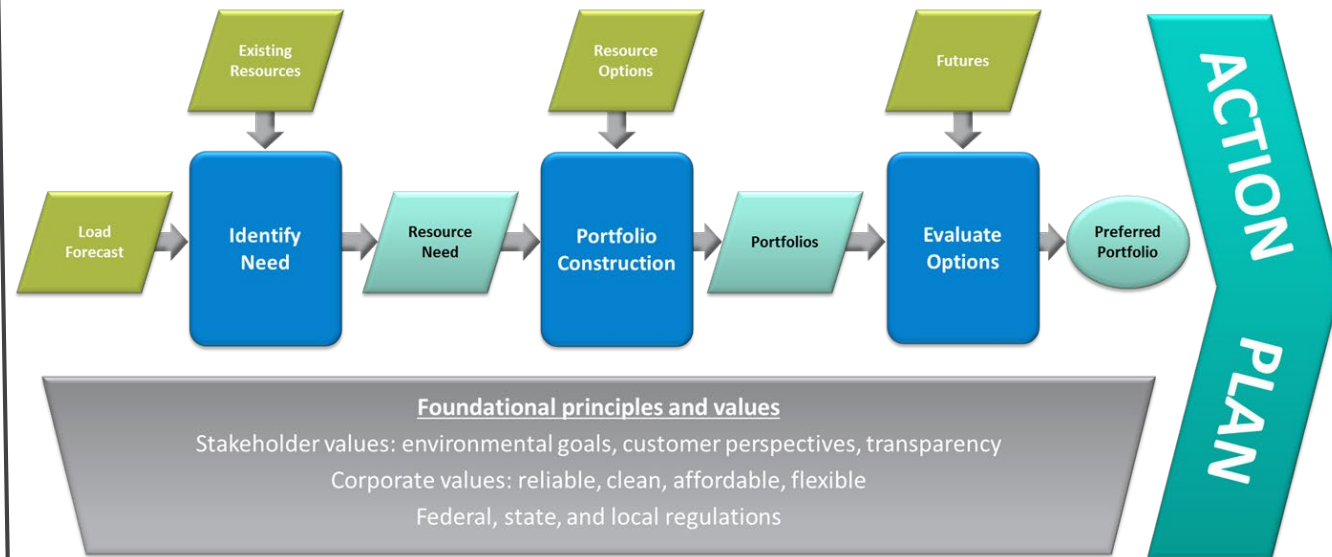 Existing
Resources
Resource
Options
Futures
Load
Forecast
Identify
Need
Resource
Need
Portfolio
Construction
Portfolios
Evaluate
Options
Preferred
Portfolio
ACTION PLAN
Foundational principles and values
Stakeholder values: environmental goals, customer perspectives, transparency
Corporate values: reliable, clean, affordable, flexible
Federal, state, and local regulations